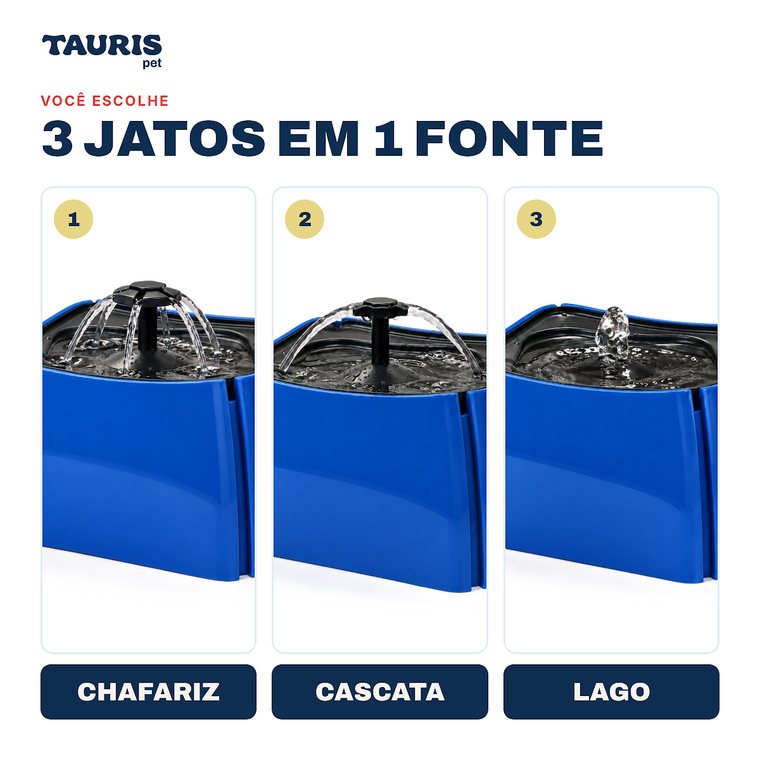 TAURIS
pet
VOCÊ ESCOLHE
3 JATOS EM 1 FONTE
1
2
3
CHAFARIZ
CASCATA
LAGO